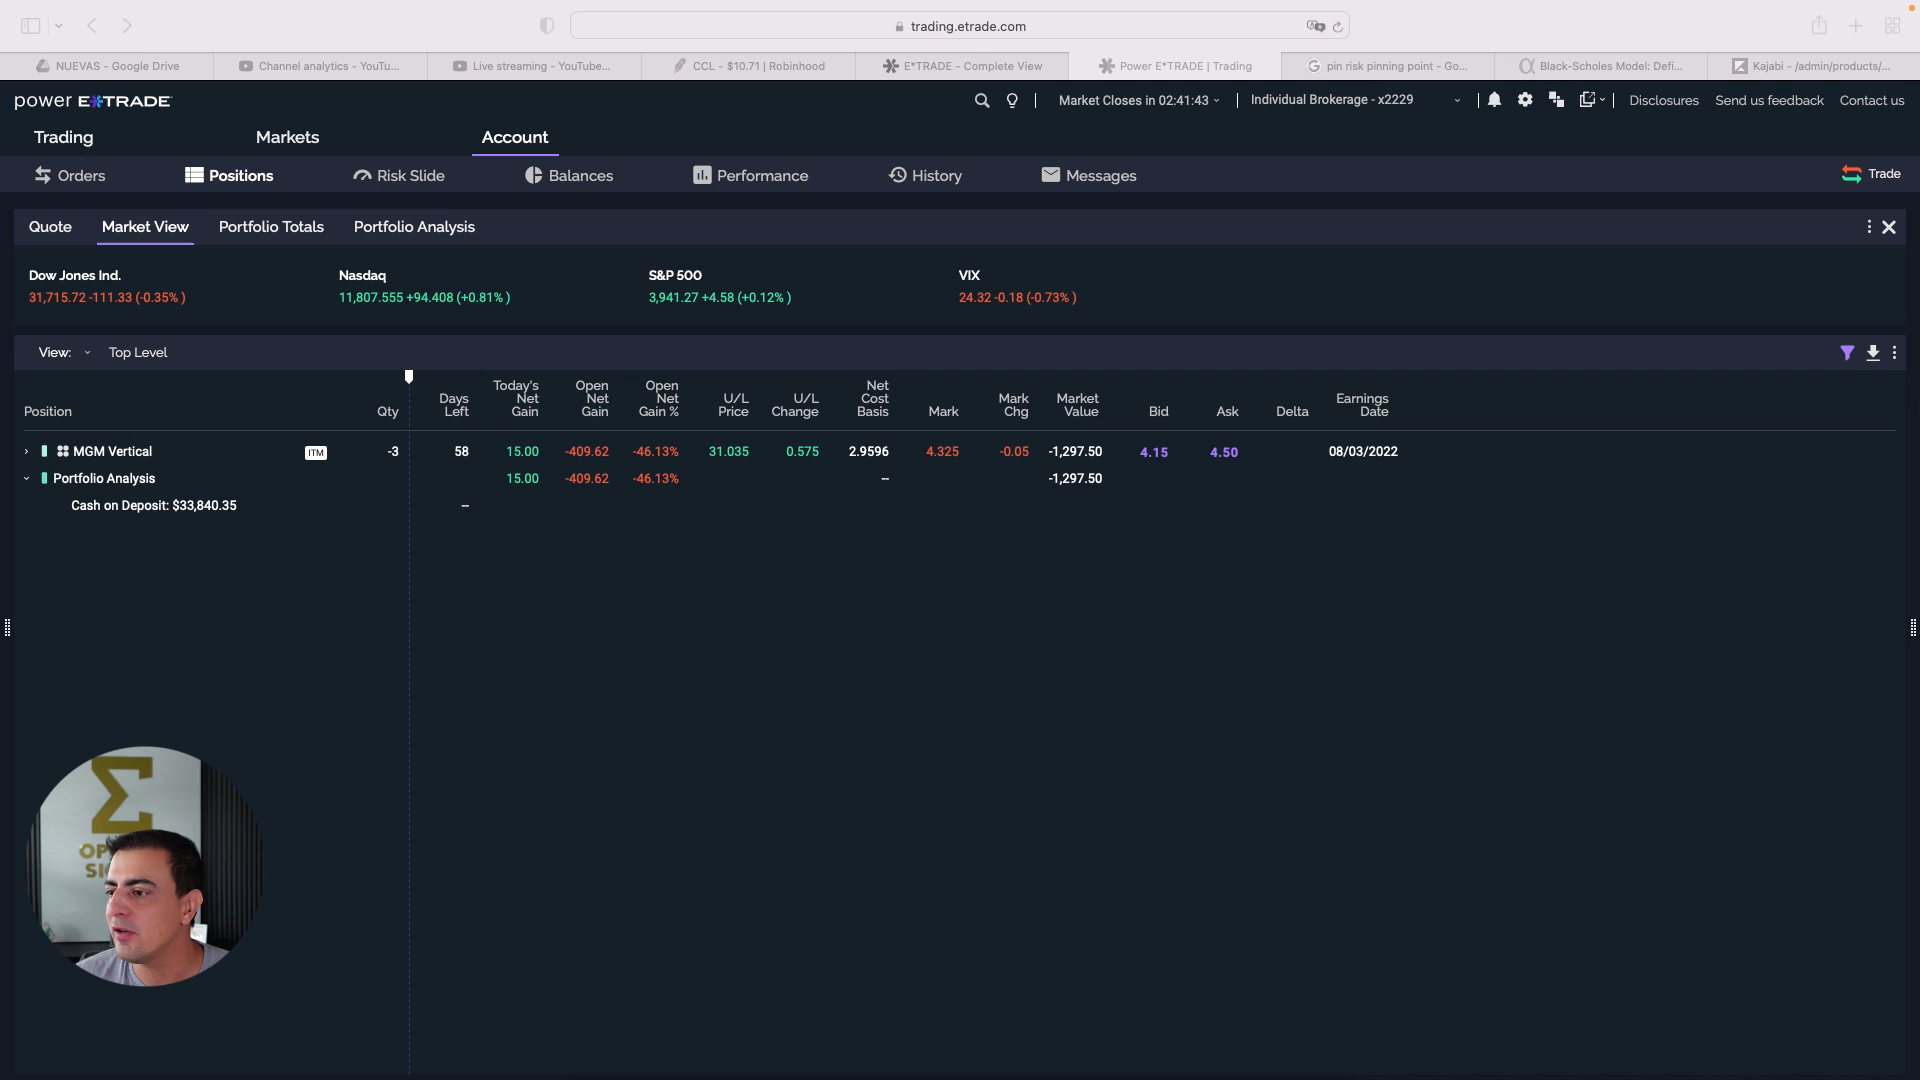 trading.etrade.com
NUEVAS - Google Drive
Channel analytics - YouTu...
Live streaming - YouTube...
CCL - $10.71 | Robinhood
E*TRADE - Complete View
Power E*TRADE | Trading
pin risk pinning point - Go...
Black-Scholes Model: Defi...
Kajabi - /admin/products/...
power E*TRADE
Market Closes in 02:41:43
Individual Brokerage - x2229
Disclosures
Send us feedback
Contact us
Trading
Markets
Account
Orders
Positions
Risk Slide
Balances
Performance
History
Messages
Trade
Quote
Market View
Portfolio Totals
Portfolio Analysis
Dow Jones Ind.
31,715.72 -111.33 (-0.35% )
Nasdaq
11,807.555 +94.408 (+0.81% )
S&P 500
3,941.27 +4.58 (+0.12% )
VIX
24.32 -0.18 (-0.73% )
View:
Top Level
Position
Qty
Days
Left
Today's
Net
Gain
Open
Net
Gain
Open
Net
Gain %
U/L
Price
U/L
Change
Net
Cost
Basis
Mark
Mark
Chg
Market
Value
Bid
Ask
Delta
Earnings
Date
MGM Vertical ITM -3 58 15.00 -409.62 -46.13% 31.035 0.575 2.9596 4.325 -0.05 -1,297.50 4.15 4.50 08/03/2022
Portfolio Analysis 15.00 -409.62 -46.13% -- -1,297.50
Cash on Deposit: $33,840.35 --
Σ
OP
SI